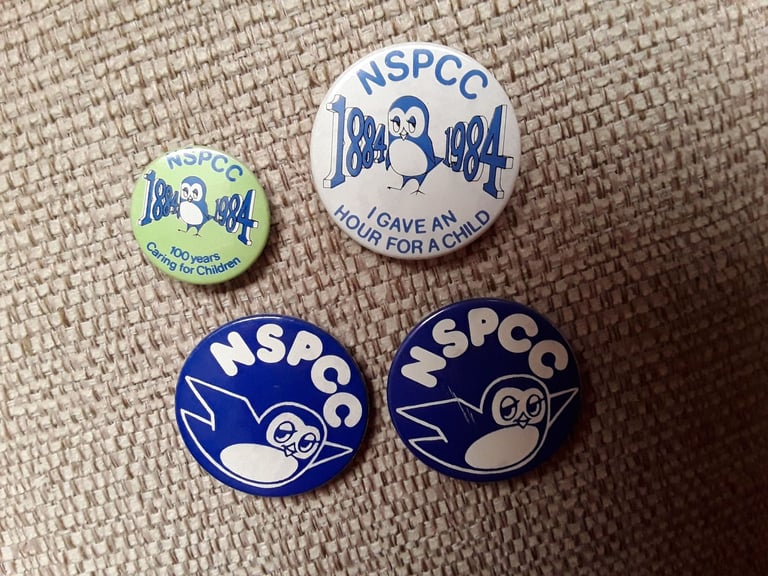 NSPCC
1884 1984
100 years
Caring for Children
NSPCC
1884 1984
I GAVE AN
HOUR FOR A CHILD
NSPCC
NSPCC